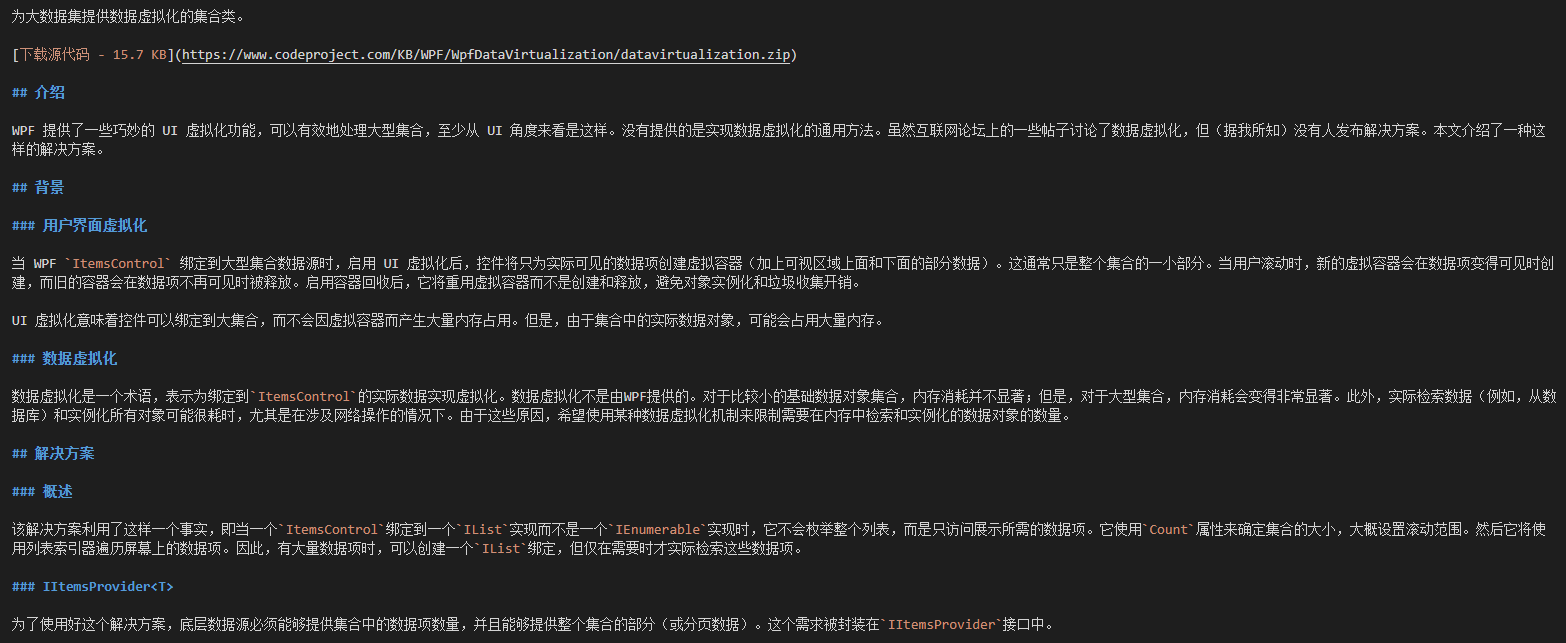 为大数据集提供数据虚拟化的集合类。
[下载源代码 - 15.7 KB](https://www.codeproject.com/KB/WPF/WpfDataVirtualization/datavirtualization.zip)
## 介绍
WPF 提供了一些巧妙的 UI 虚拟化功能，可以有效地处理大型集合，至少从 UI 角度来看是这样。没有提供的是实现数据虚拟化的通用方法。虽然互联网论坛上的一些帖子讨论了数据虚拟化，但（据我所知）没有人发布解决方案。本文介绍了一种这
样的解决方案。
## 背景
### 用户界面虚拟化
当 WPF `ItemsControl` 绑定到大型集合数据源时，启用 UI 虚拟化后，控件将只为实际可见的数据项创建虚拟容器（加上可视区域上面和下面的部分数据）。这通常只是整个集合的一小部分。当用户滚动时，新的虚拟容器会在数据项变得可见时创
建，而旧的容器会在数据项不再可见时被释放。启用容器回收后，它将重用虚拟容器而不是创建和释放，避免对象实例化和垃圾收集开销。
UI 虚拟化意味着控件可以绑定到大集合，而不会因虚拟容器而产生大量内存占用。但是，由于集合中的实际数据对象，可能会占用大量内存。
### 数据虚拟化
数据虚拟化是一个术语，表示为绑定到`ItemsControl`的实际数据实现虚拟化。数据虚拟化不是由WPF提供的。对于比较小的基础数据对象集合，内存消耗并不显著；但是，对于大型集合，内存消耗会变得非常显著。此外，实际检索数据（例如，从数
据库）和实例化所有对象可能很耗时，尤其是在涉及网络操作的情况下。由于这些原因，希望使用某种数据虚拟化机制来限制需要在内存中检索和实例化的数据对象的数量。
## 解决方案
### 概述
该解决方案利用了这样一个事实，即当一个`ItemsControl`绑定到一个`IList`实现而不是一个`IEnumerable`实现时，它不会枚举整个列表，而是只访问展示所需的数据项。它使用`Count`属性来确定集合的大小，大概设置滚动范围。然后它将使
用列表索引器遍历屏幕上的数据项。因此，有大量数据项时，可以创建一个`IList`绑定，但仅在需要时才实际检索这些数据项。
### IItemsProvider<T>
为了使用好这个解决方案，底层数据源必须能够提供集合中的数据项数量，并且能够提供整个集合的部分（或分页数据）。这个需求被封装在`IItemsProvider`接口中。